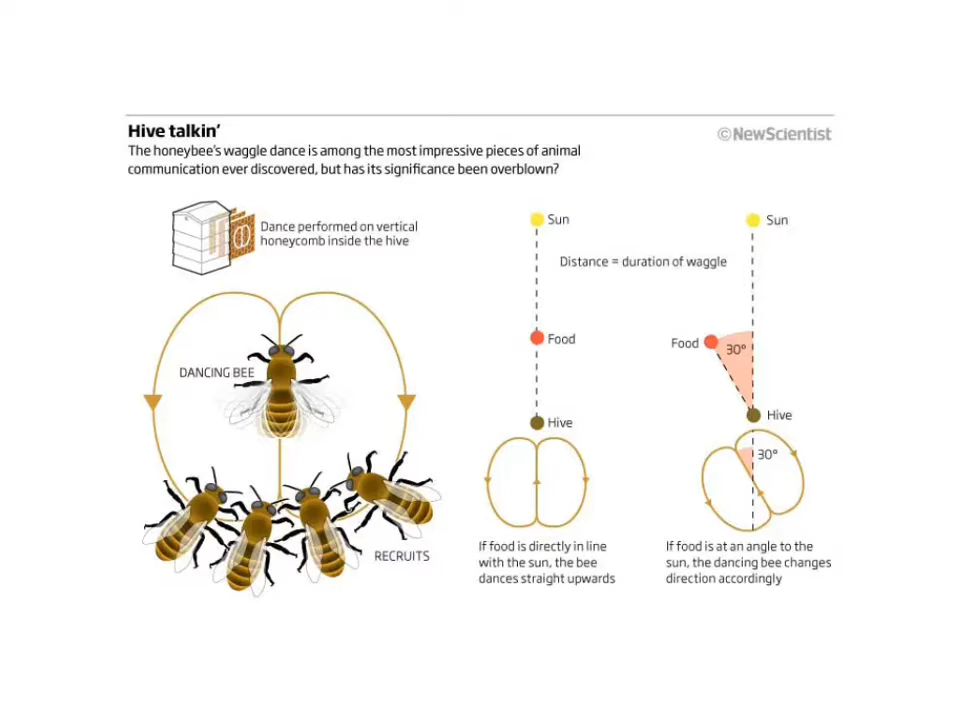 Hive talkin’
©NewScientist
The honeybee’s waggle dance is among the most impressive pieces of animal
communication ever discovered, but has its significance been overblown?
Dance performed on vertical
honeycomb inside the hive
DANCING BEE
RECRUITS
Sun
Distance = duration of waggle
Food
Hive
If food is directly in line
with the sun, the bee
dances straight upwards
Sun
Food
30°
Hive
30°
If food is at an angle to the
sun, the dancing bee changes
direction accordingly